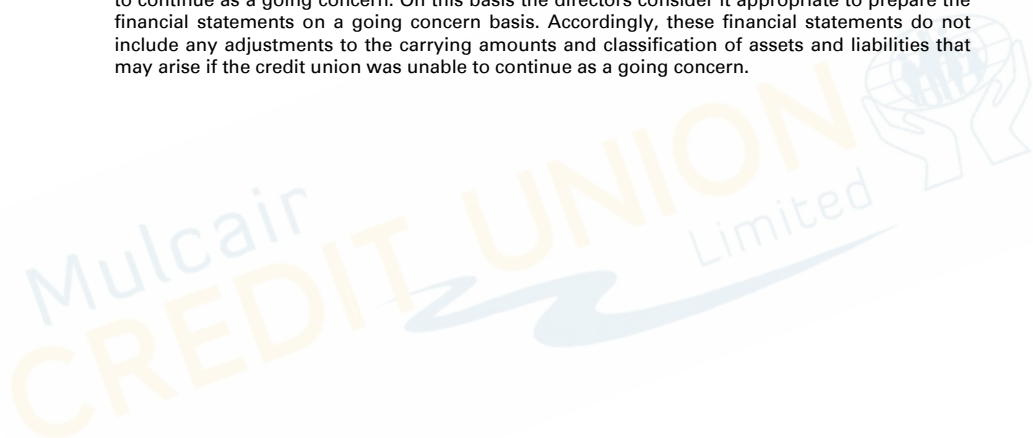 to continue as a going concern. On this basis the directors consider it appropriate to prepare the
financial statements on a going concern basis. Accordingly, these financial statements do not
include any adjustments to the carrying amounts and classification of assets and liabilities that
may arise if the credit union was unable to continue as a going concern.
Mulcair
CREDIT UNION
Limited